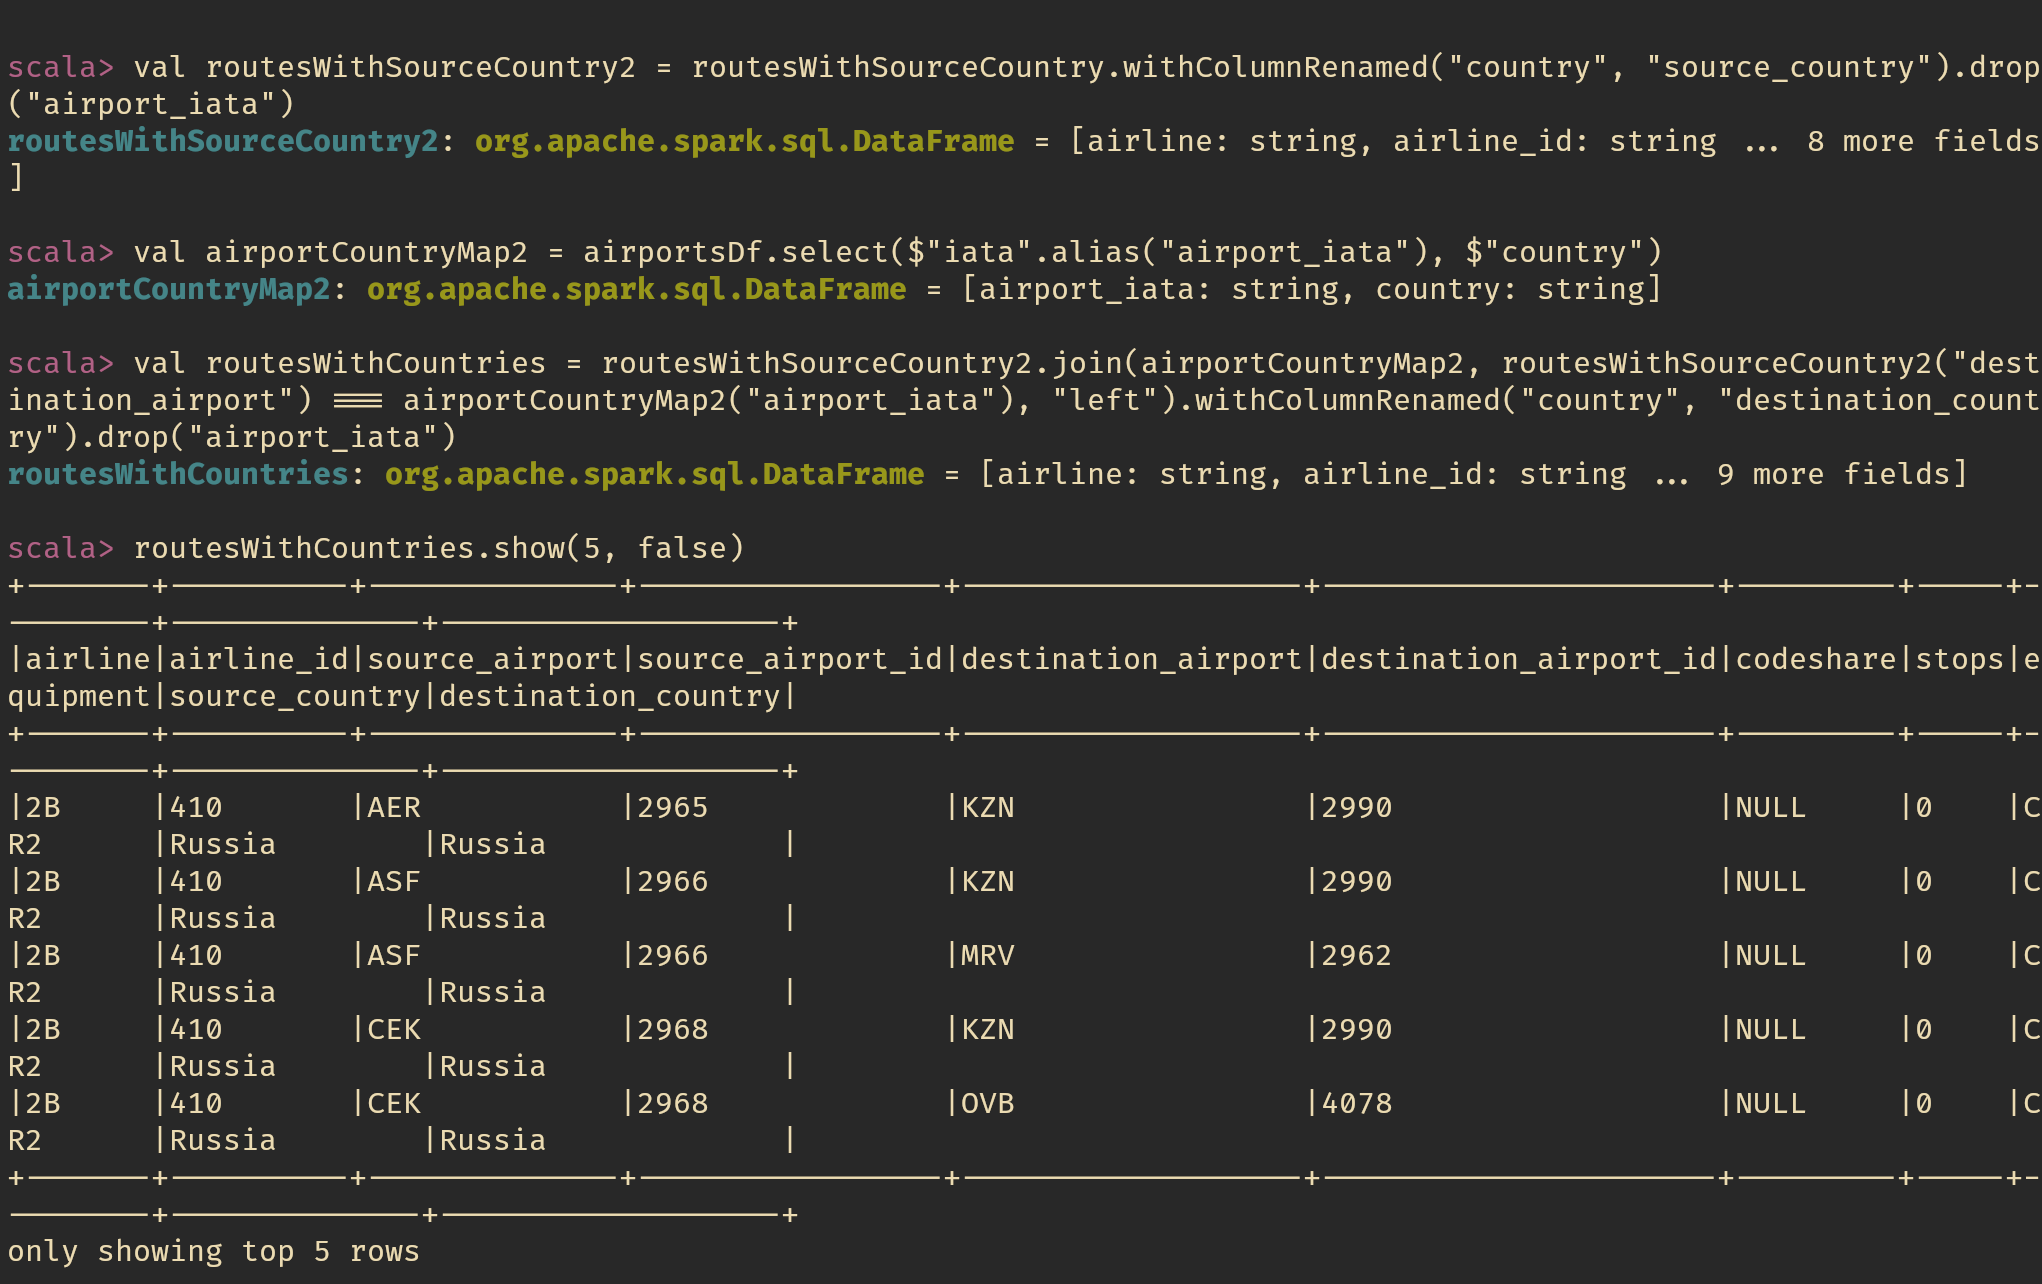 scala> val routesWithSourceCountry2 = routesWithSourceCountry.withColumnRenamed("country", "source_country").drop
("airport_iata")
routesWithSourceCountry2: org.apache.spark.sql.DataFrame = [airline: string, airline_id: string ... 8 more fields
]
scala> val airportCountryMap2 = airportsDf.select($"iata".alias("airport_iata"), $"country")
airportCountryMap2: org.apache.spark.sql.DataFrame = [airport_iata: string, country: string]
scala> val routesWithCountries = routesWithSourceCountry2.join(airportCountryMap2, routesWithSourceCountry2("dest
ination_airport") === airportCountryMap2("airport_iata"), "left").withColumnRenamed("country", "destination_count
ry").drop("airport_iata")
routesWithCountries: org.apache.spark.sql.DataFrame = [airline: string, airline_id: string ... 9 more fields]
scala> routesWithCountries.show(5, false)
+-------+----------+--------------+-----------------+-------------------+----------------------+---------+-----+-
--------+--------------+-------------------+
|airline|airline_id|source_airport|source_airport_id|destination_airport|destination_airport_id|codeshare|stops|e
quipment|source_country|destination_country|
+-------+----------+--------------+-----------------+-------------------+----------------------+---------+-----+-
--------+--------------+-------------------+
|2B     |410       |AER           |2965             |KZN                |2990                  |NULL     |0    |C
R2      |Russia        |Russia             |
|2B     |410       |ASF           |2966             |KZN                |2990                  |NULL     |0    |C
R2      |Russia        |Russia             |
|2B     |410       |ASF           |2966             |MRV                |2962                  |NULL     |0    |C
R2      |Russia        |Russia             |
|2B     |410       |CEK           |2968             |KZN                |2990                  |NULL     |0    |C
R2      |Russia        |Russia             |
|2B     |410       |CEK           |2968             |OVB                |4078                  |NULL     |0    |C
R2      |Russia        |Russia             |
+-------+----------+--------------+-----------------+-------------------+----------------------+---------+-----+-
--------+--------------+-------------------+
only showing top 5 rows